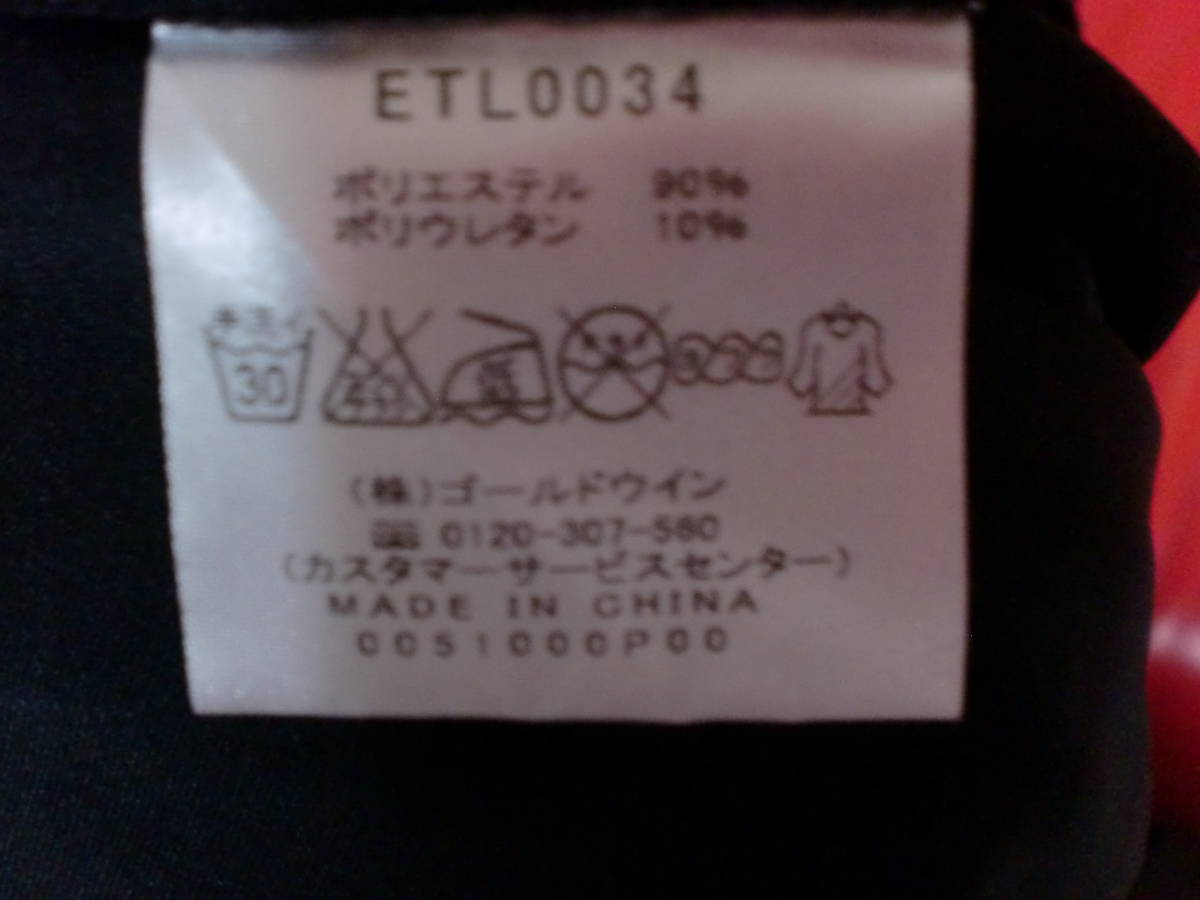 ETL0034
ポリエステル 90%
ポリウレタン 10%
30
(株)ゴールドウイン
0120-307-560
(カスタマーサービスセンター)
MADE IN CHINA
0051000P00